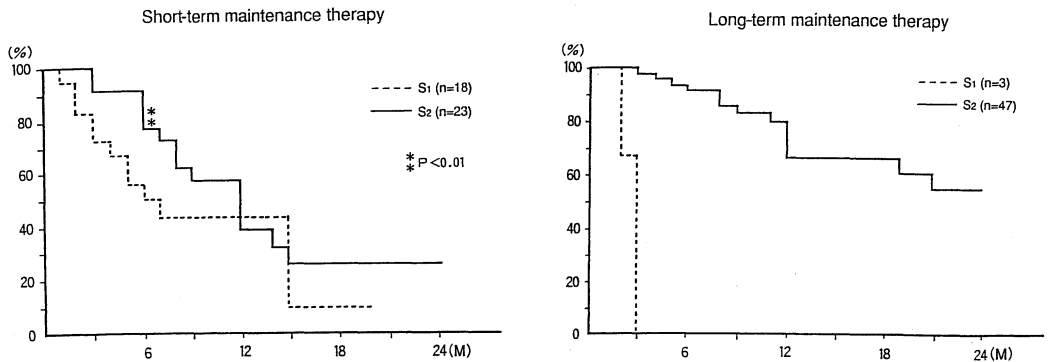 Short-term maintenance therapy
(%)
100
80
60
40
20
0
6
12
18
24 (M)
S1 (n=18)
S2 (n=23)
**
** P<0.01
Long-term maintenance therapy
(%)
100
80
60
40
20
0
6
12
18
24 (M)
S1 (n=3)
S2 (n=47)